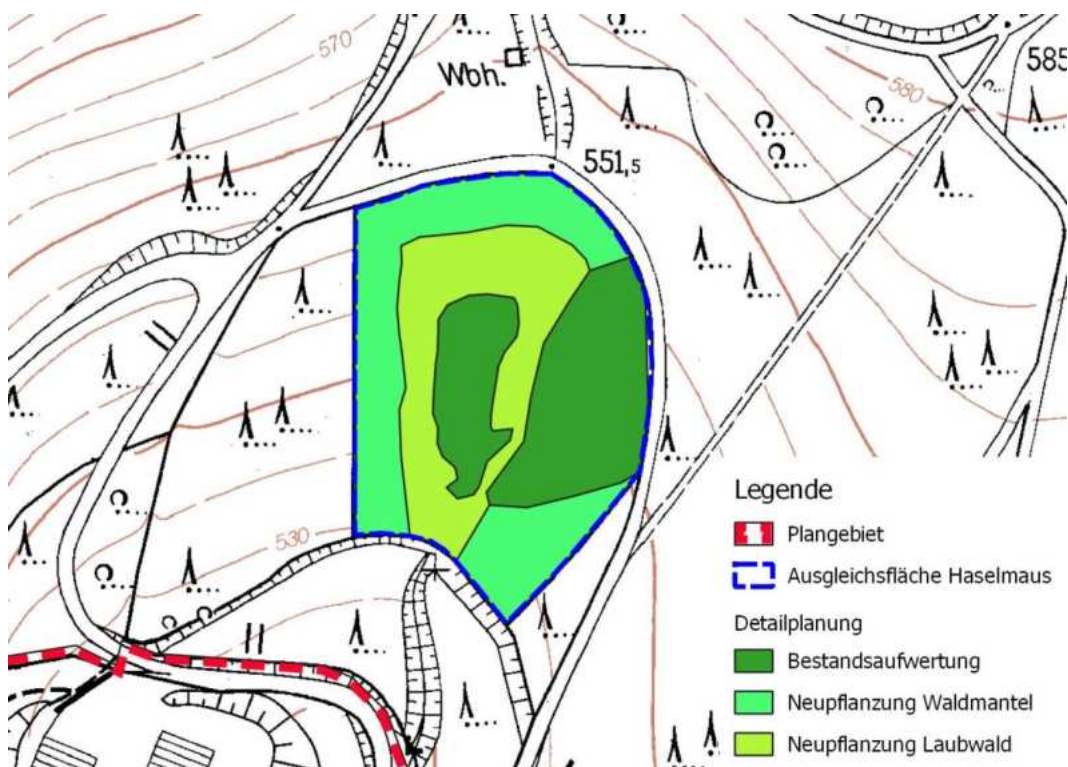 570
Wbh.
585
580
551,5
530
Legende
Plangebiet
Ausgleichsfläche Haselmaus
Detailplanung
Bestandsaufwertung
Neupflanzung Waldmantel
Neupflanzung Laubwald